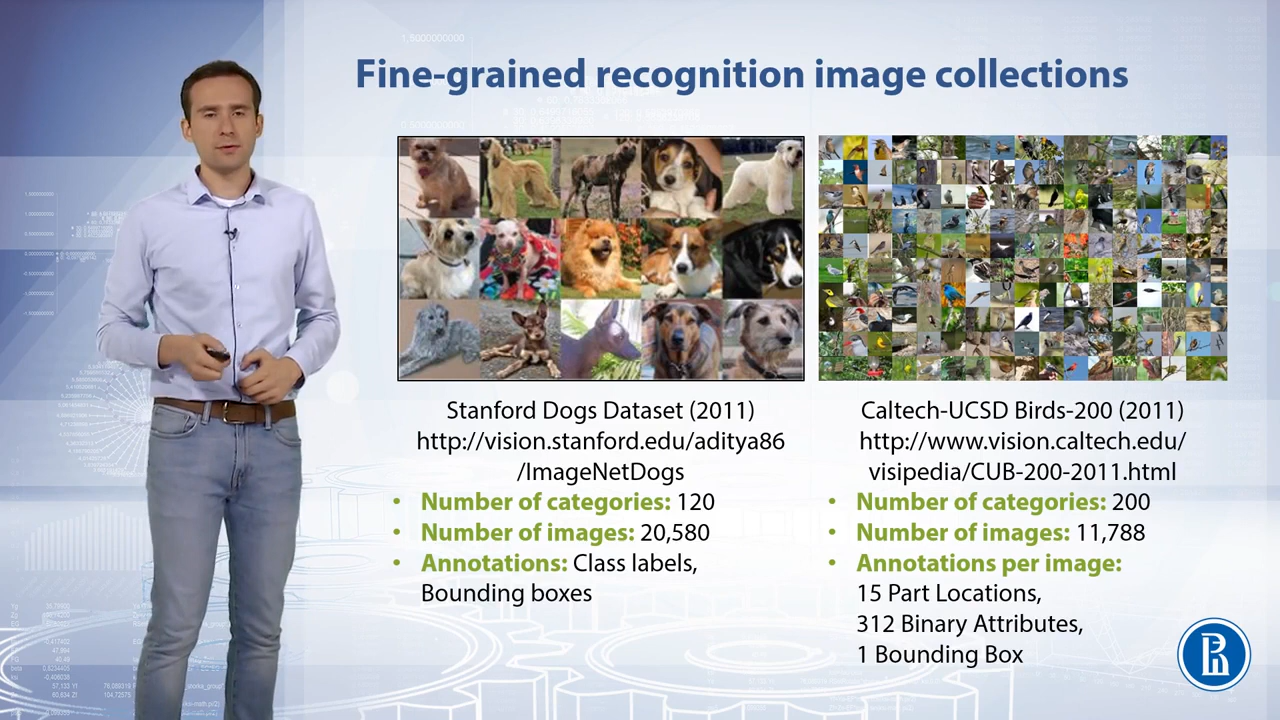 Fine-grained recognition image collections
Stanford Dogs Dataset (2011)
http://vision.stanford.edu/aditya86
/ImageNetDogs
• Number of categories: 120
• Number of images: 20,580
• Annotations: Class labels,
Bounding boxes
Caltech-UCSD Birds-200 (2011)
http://www.vision.caltech.edu/
visipedia/CUB-200-2011.html
• Number of categories: 200
• Number of images: 11,788
• Annotations per image:
15 Part Locations,
312 Binary Attributes,
1 Bounding Box